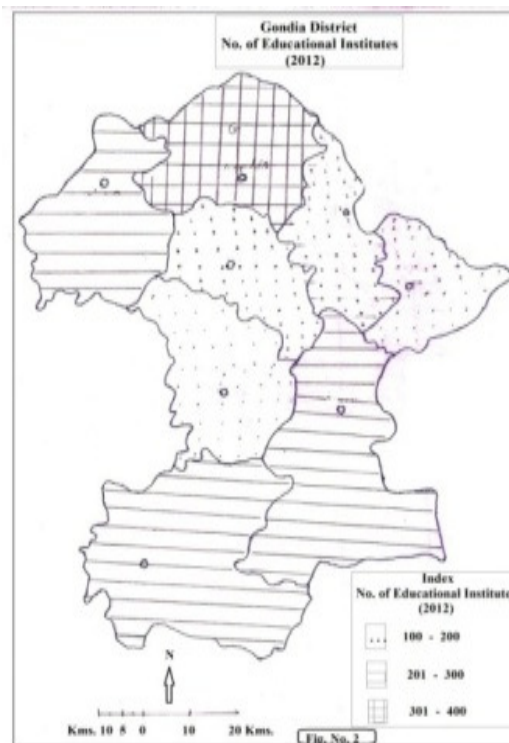 Gondia District
No. of Educational Institutes
(2012)
Index
No. of Educational Institute
(2012)
100 - 200
201 - 300
301 - 400
N
Kms. 10 5 0 10 20 Kms.
Fig. No. 2